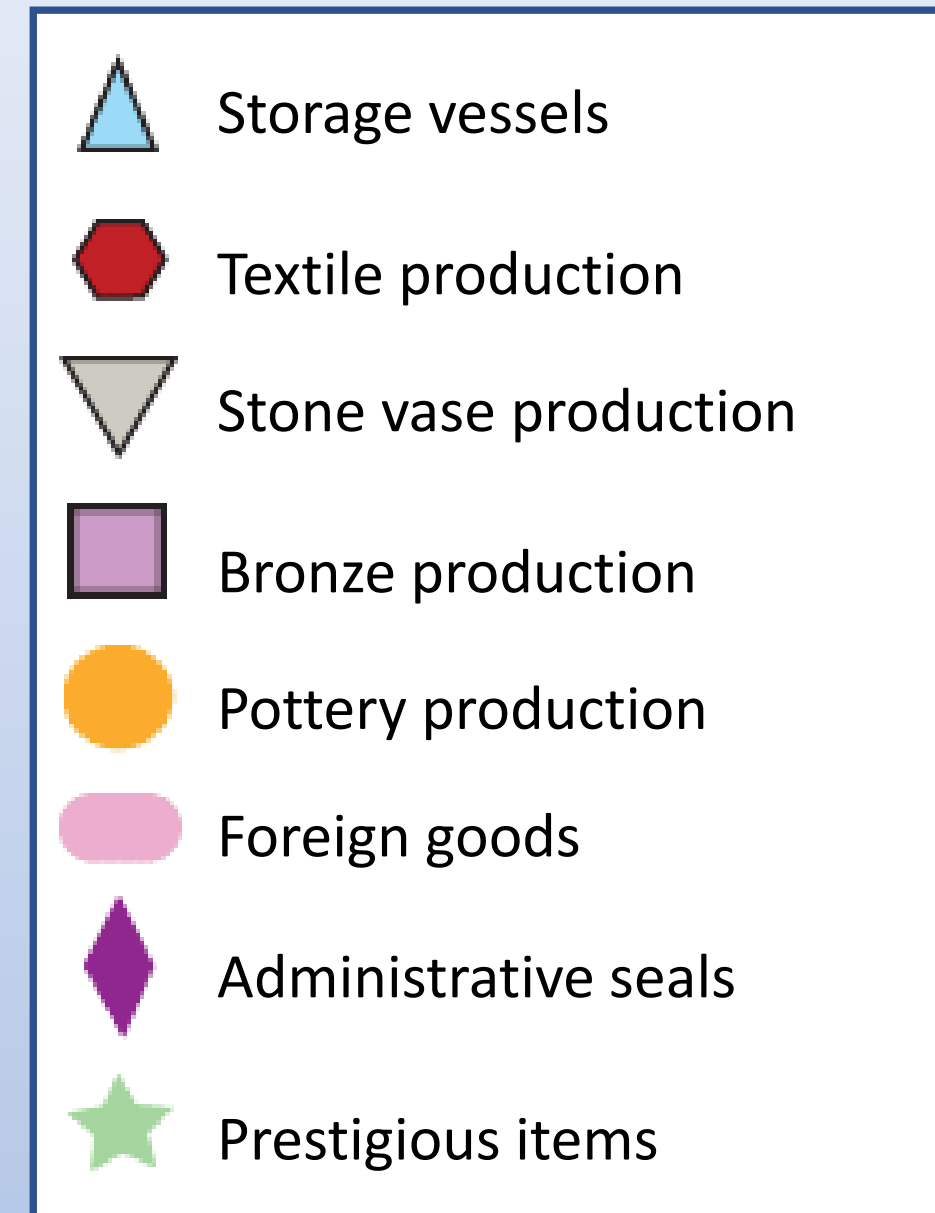 Storage vessels
Textile production
Stone vase production
Bronze production
Pottery production
Foreign goods
Administrative seals
Prestigious items